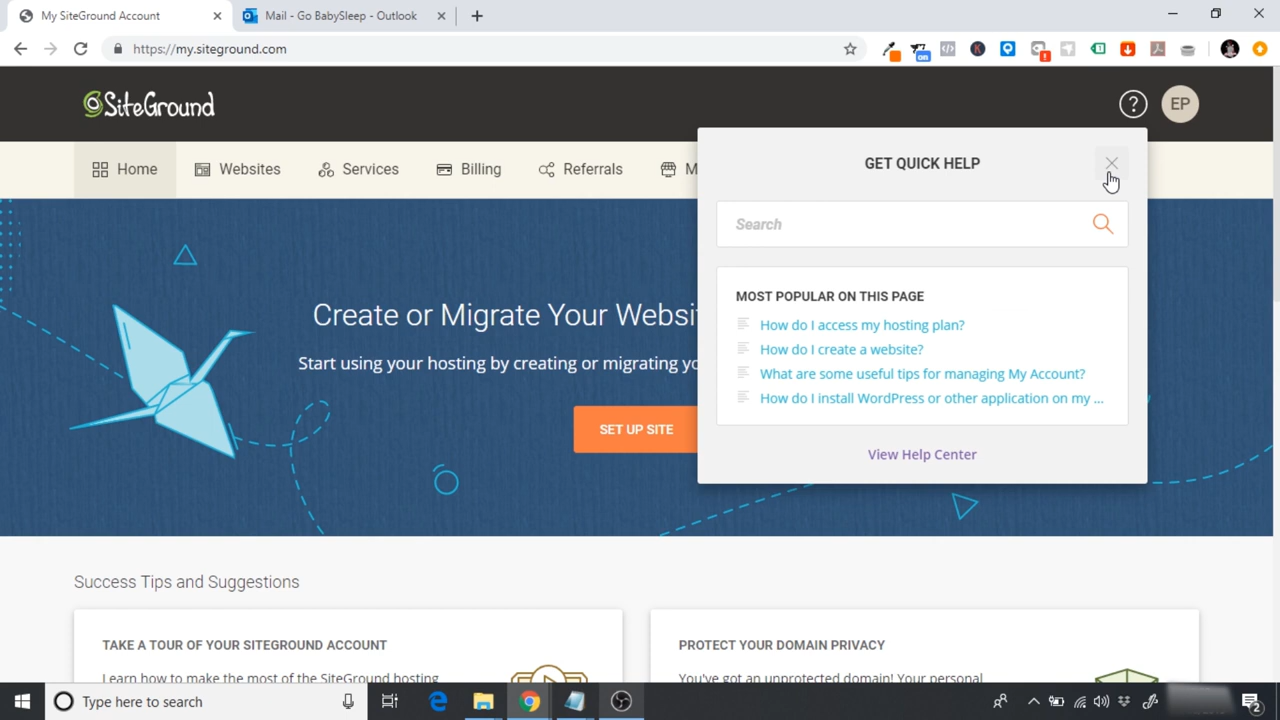 My SiteGround Account
Mail - Go BabySleep - Outlook
https://my.siteground.com
on
SiteGround
?
EP
Home
Websites
Services
Billing
Referrals
M
GET QUICK HELP
Search
MOST POPULAR ON THIS PAGE
How do I access my hosting plan?
How do I create a website?
What are some useful tips for managing My Account?
How do I install WordPress or other application on my ...
View Help Center
Create or Migrate Your Websi
Start using your hosting by creating or migrating yo
SET UP SITE
Success Tips and Suggestions
TAKE A TOUR OF YOUR SITEGROUND ACCOUNT
Learn how to make the most of the SiteGround hosting
PROTECT YOUR DOMAIN PRIVACY
You've got an unprotected domain! Your personal
Type here to search
2